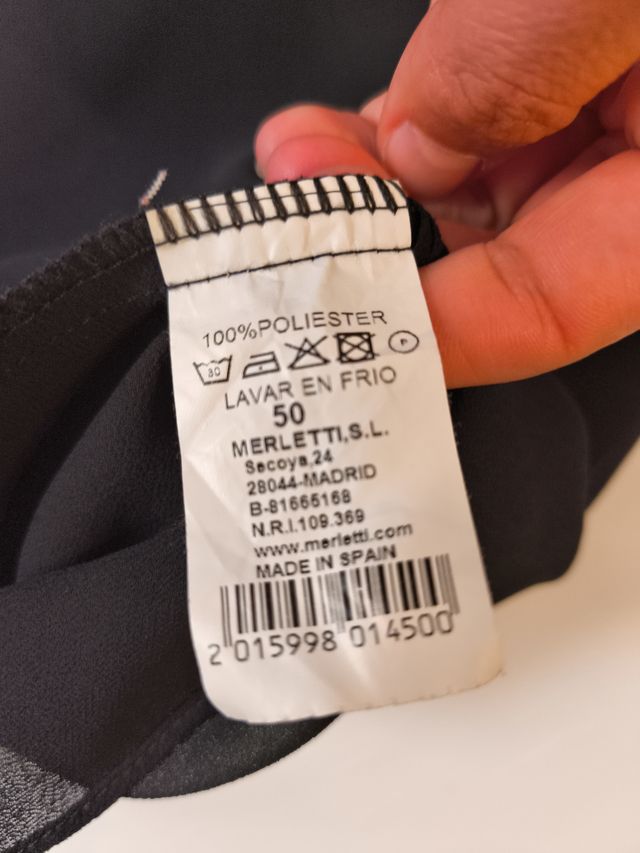 100%POLIESTER
30 P
LAVAR EN FRIO
50
MERLETTI,S.L.
Secoya,24
28044-MADRID
B-81665168
N.R.I.109.369
www.merletti.com
MADE IN SPAIN
2 015998 014500